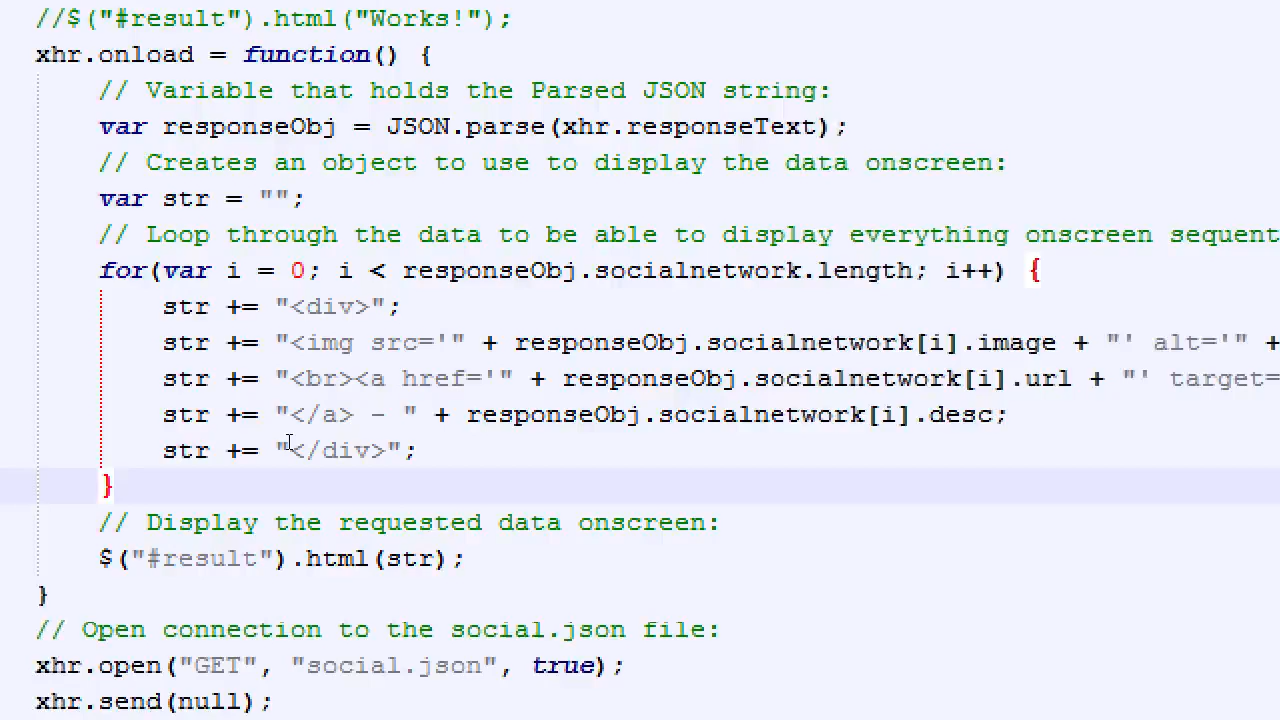 //$("#result").html("Works!");
xhr.onload = function() {
// Variable that holds the Parsed JSON string:
var responseObj = JSON.parse(xhr.responseText);
// Creates an object to use to display the data onscreen:
var str = "";
// Loop through the data to be able to display everything onscreen sequent
for(var i = 0; i < responseObj.socialnetwork.length; i++) {
str += "<div>";
str += "<img src='" + responseObj.socialnetwork[i].image + "' alt='" +
str += "<br><a href='" + responseObj.socialnetwork[i].url + "' target=
str += "</a> - " + responseObj.socialnetwork[i].desc;
str += "</div>";
}
// Display the requested data onscreen:
$("#result").html(str);
}
// Open connection to the social.json file:
xhr.open("GET", "social.json", true);
xhr.send(null);